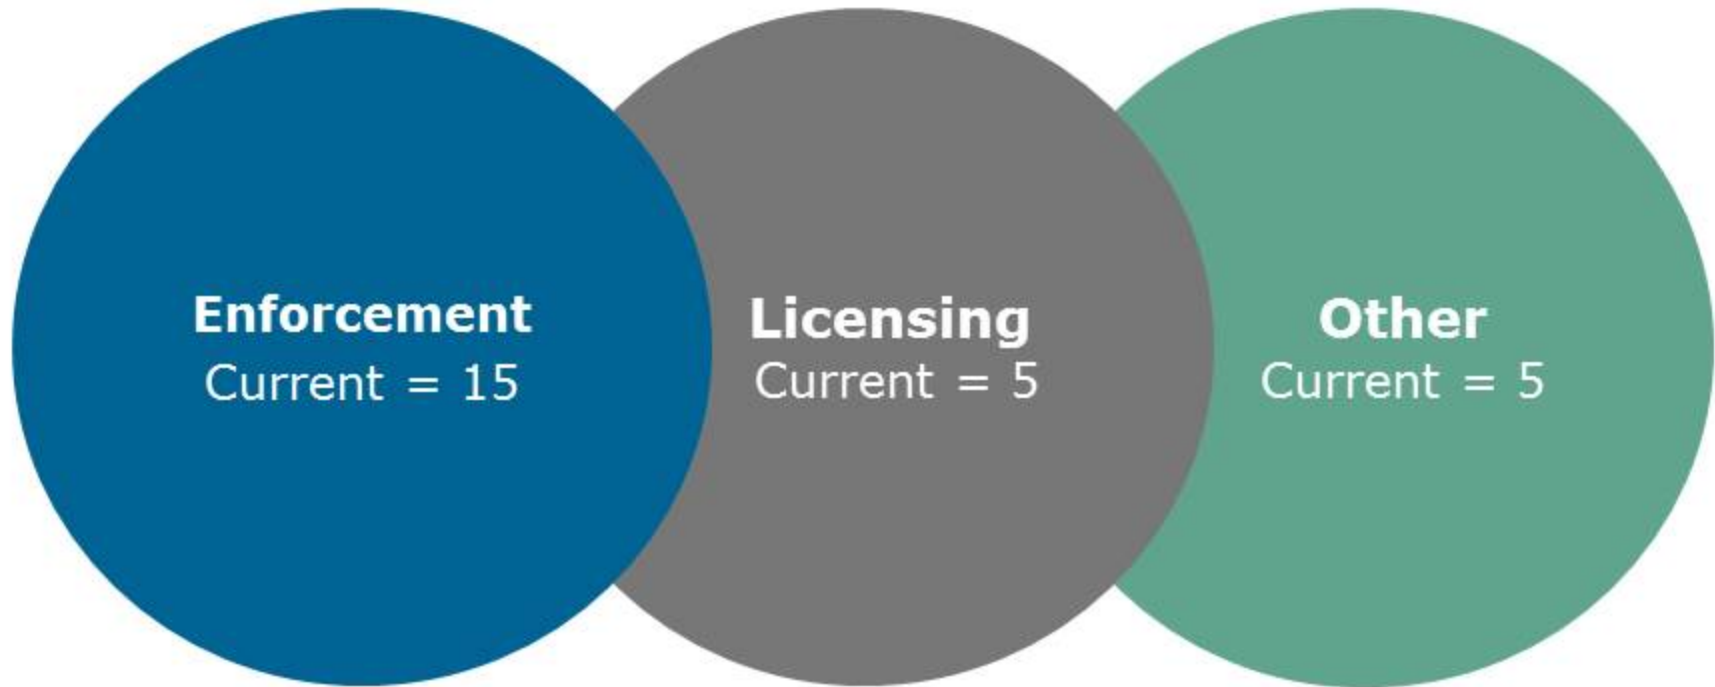 Enforcement
Current = 15
Licensing
Current = 5
Other
Current = 5